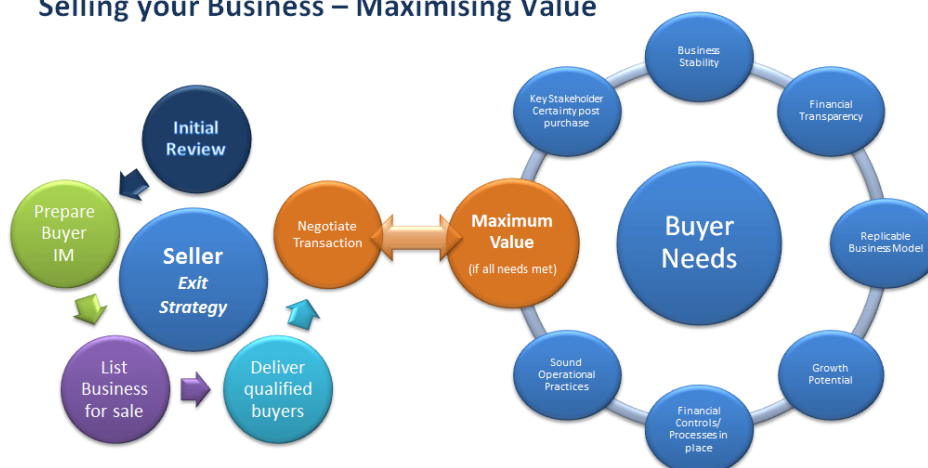 Selling your Business – Maximising Value
Initial
Review
Prepare
Buyer
IM
Seller
Exit
Strategy
List
Business
for sale
Deliver
qualified
buyers
Negotiate
Transaction
Maximum
Value
(if all needs met)
Buyer
Needs
Business
Stability
Financial
Transparency
Replicable
Business Model
Growth
Potential
Financial
Controls/
Processes in
place
Sound
Operational
Practices
Key Stakeholder
Certainty post
purchase